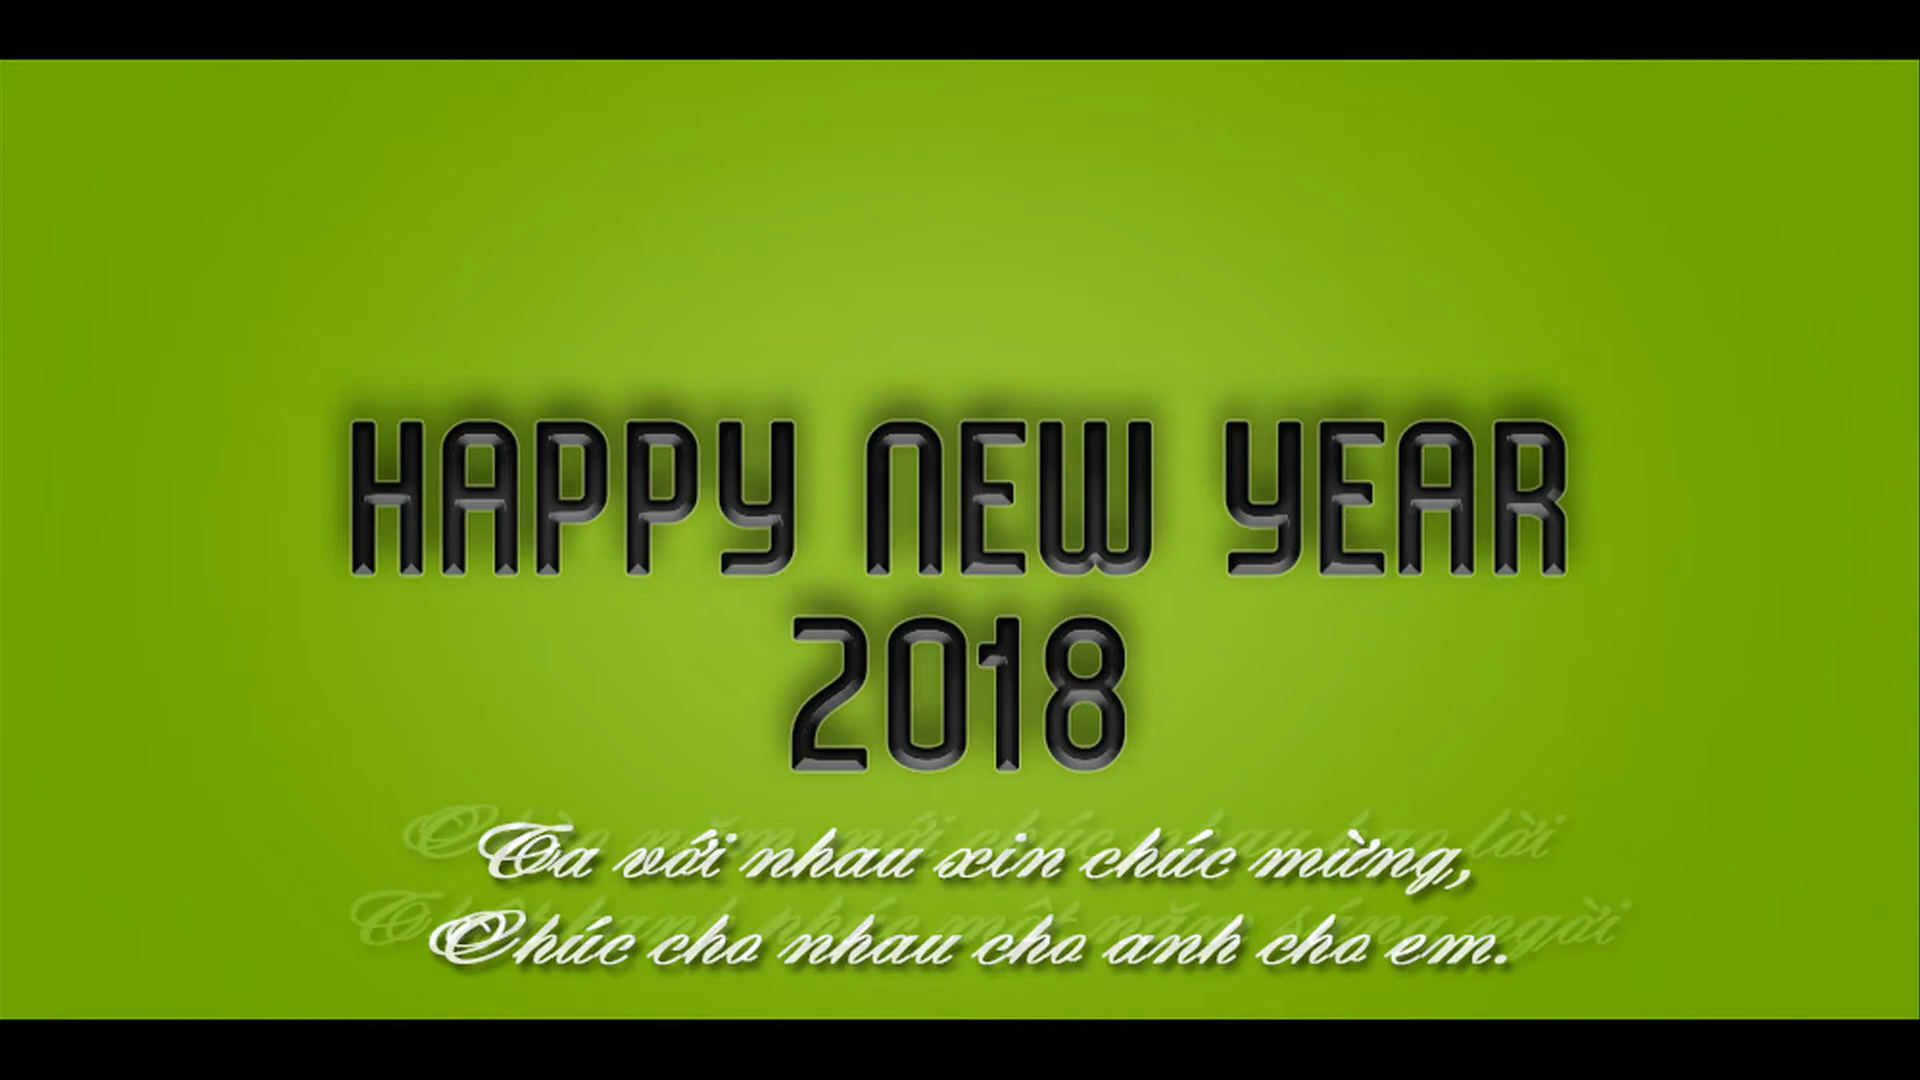 HAPPY NEW YEAR
2018
Ta với nhau xin chúc mừng,
Chúc cho nhau cho anh cho em.